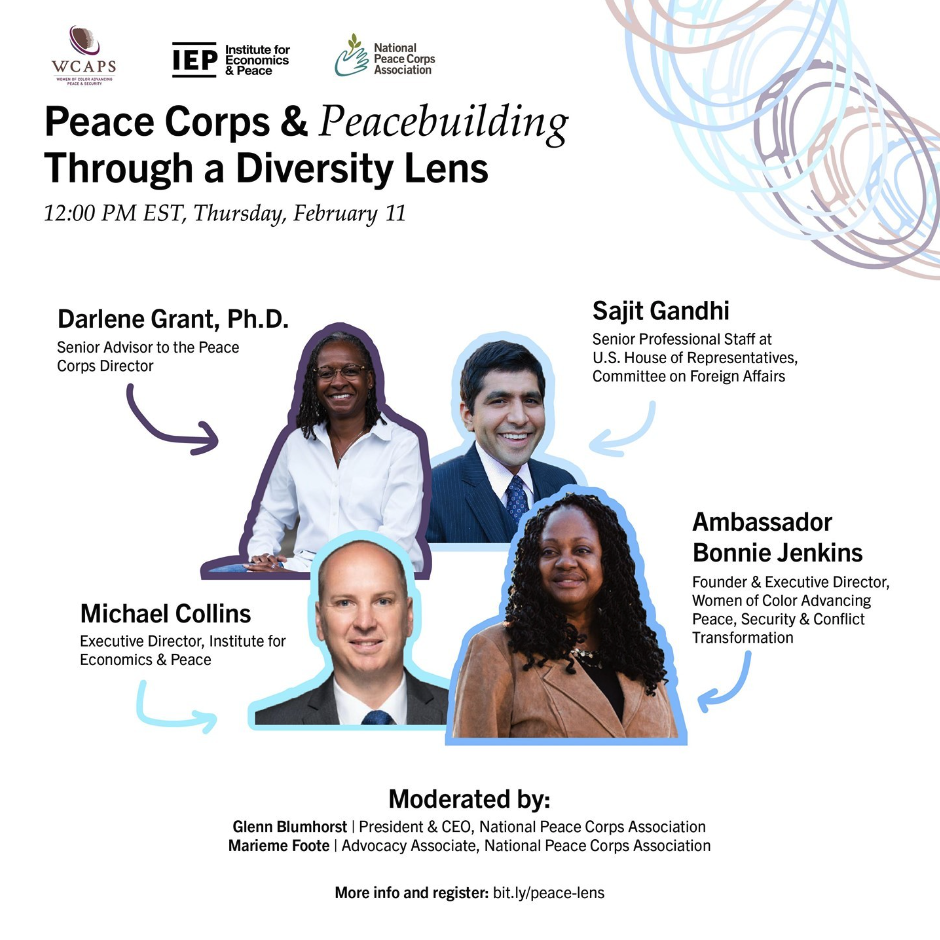 WCAPS
WOMEN OF COLOR ADVANCING
PEACE & SECURITY
IEP
Institute for
Economics
& Peace
National
Peace Corps
Association
Peace Corps & Peacebuilding
Through a Diversity Lens
12:00 PM EST, Thursday, February 11
Darlene Grant, Ph.D.
Senior Advisor to the Peace
Corps Director
Sajit Gandhi
Senior Professional Staff at
U.S. House of Representatives,
Committee on Foreign Affairs
Ambassador
Bonnie Jenkins
Founder & Executive Director,
Women of Color Advancing
Peace, Security & Conflict
Transformation
Michael Collins
Executive Director, Institute for
Economics & Peace
Moderated by:
Glenn Blumhorst | President & CEO, National Peace Corps Association
Marieme Foote | Advocacy Associate, National Peace Corps Association
More info and register: bit.ly/peace-lens